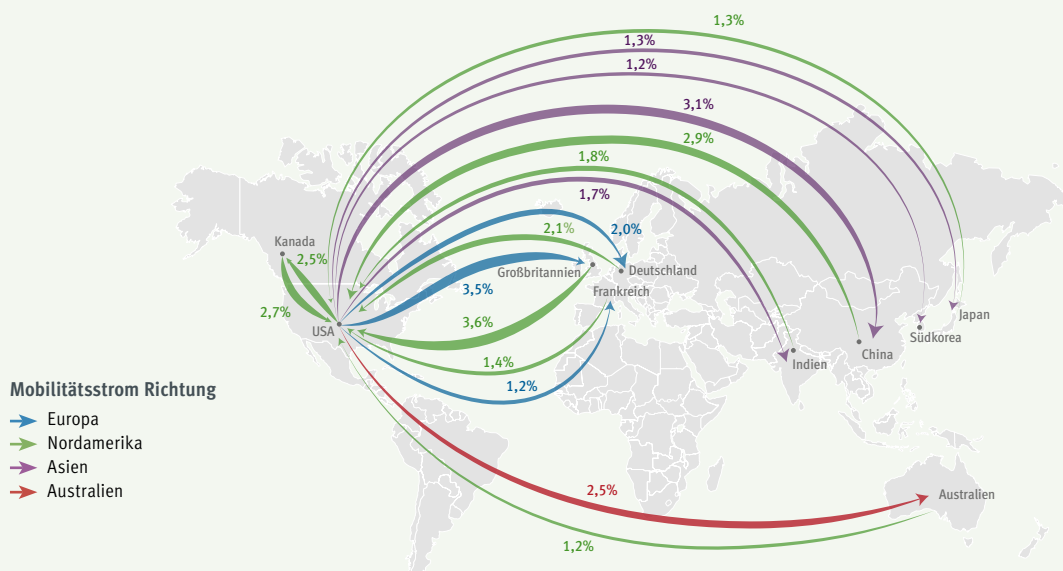 1,3%
1,3%
1,2%
3,1%
2,9%
1,8%
1,7%
2,1%
2,0%
Kanada
2,5%
Großbritannien
Deutschland
3,5%
Frankreich
2,7%
USA
3,6%
Japan
Südkorea
China
Indien
1,4%
1,2%
Mobilitätsstrom Richtung
Europa
Nordamerika
Asien
Australien
2,5%
Australien
1,2%